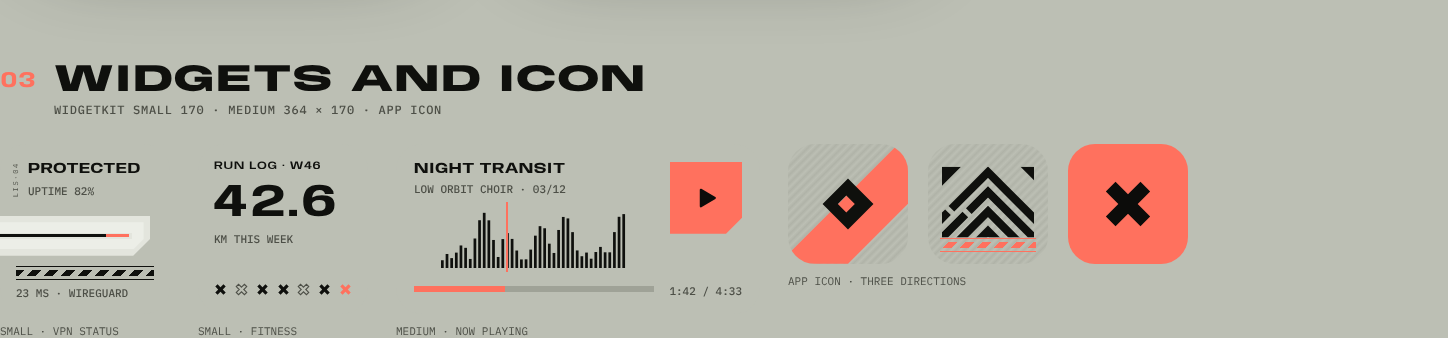 03 WIDGETS AND ICON
WIDGETKIT SMALL 170 · MEDIUM 364 × 170 · APP ICON
LIS-04
PROTECTED
UPTIME 82%
23 MS · WIREGUARD
SMALL · VPN STATUS
RUN LOG · W46
42.6
KM THIS WEEK
SMALL · FITNESS
NIGHT TRANSIT
LOW ORBIT CHOIR · 03/12
1:42 / 4:33
MEDIUM · NOW PLAYING
APP ICON · THREE DIRECTIONS